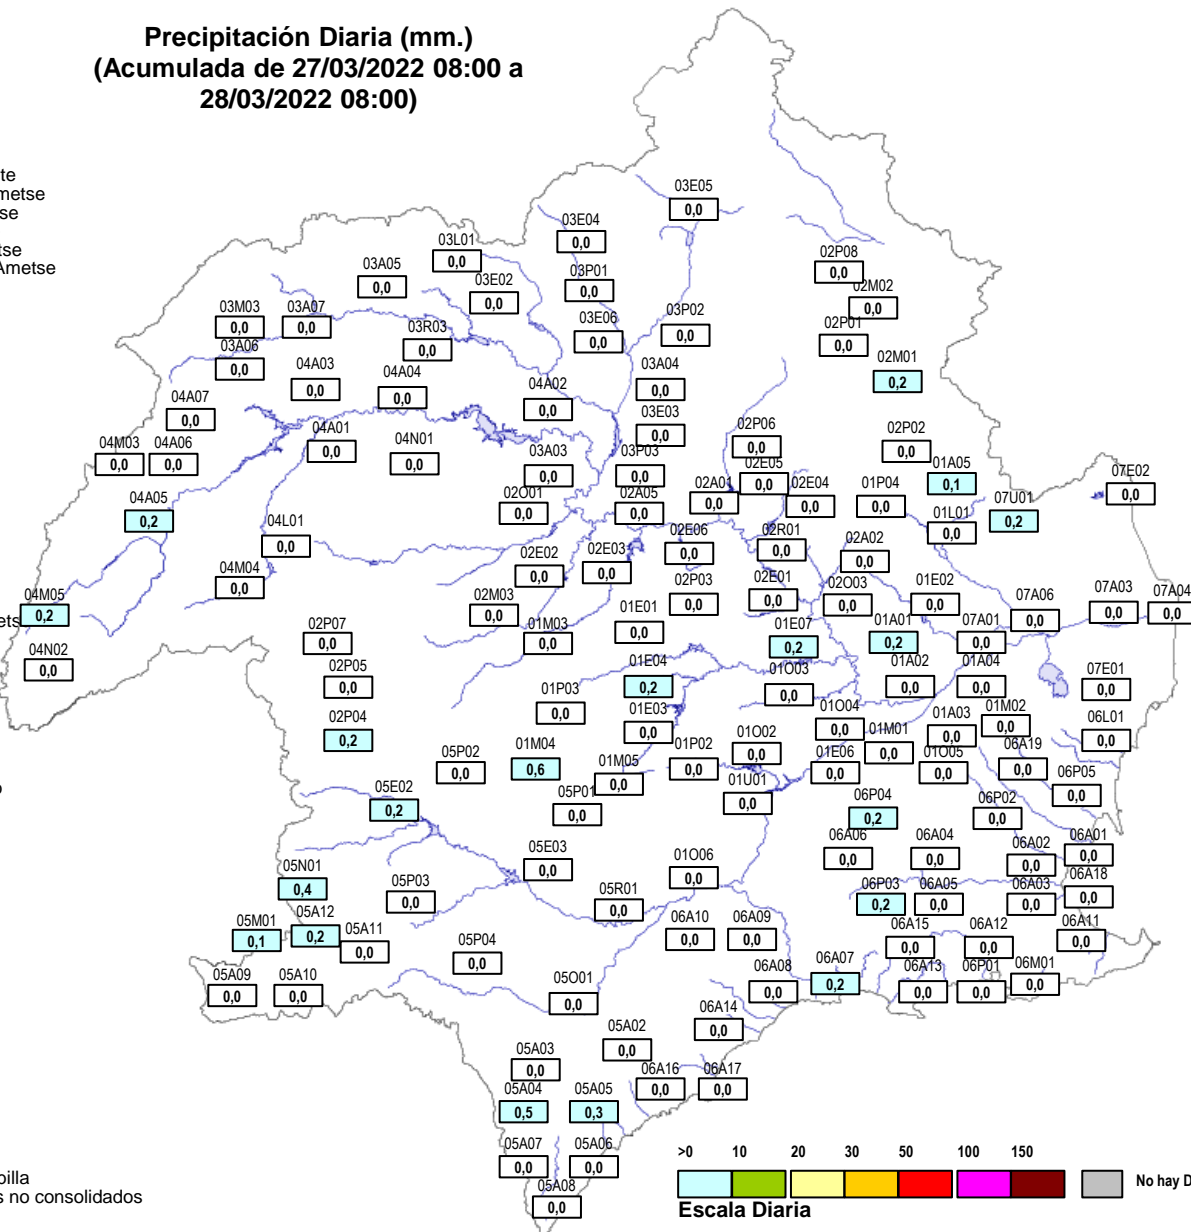 Precipitación Diaria (mm.)
(Acumulada de 27/03/2022 08:00 a
28/03/2022 08:00)
te
metse
se
tse
Ametse
03E05
0,0
03E04
0,0
03L01
0,0
03A05
0,0
03E02
0,0
03P01
0,0
02P08
0,0
02M02
0,0
03M03
0,0
03A07
0,0
03R03
0,0
03E06
0,0
03P02
0,0
02P01
0,0
03A06
0,0
04A03
0,0
04A04
0,0
04A02
0,0
03A04
0,0
02M01
0,2
04A07
0,0
03E03
0,0
04M03
0,0
04A06
0,0
04A01
0,0
04N01
0,0
03A03
0,0
03P03
0,0
02P06
0,0
02P02
0,0
02E05
0,0
01A05
0,1
07E02
0,0
04A05
0,2
02O01
0,0
02A05
0,0
02A01
0,0
02E04
0,0
01P04
0,0
07U01
0,2
04L01
0,0
01L01
0,0
02E06
0,0
02R01
0,0
02A02
0,0
04M04
0,0
02E02
0,0
02E03
0,0
04M05
0,2
ets
02M03
0,0
02P03
0,0
02E01
0,0
02O03
0,0
01E02
0,0
07A06
0,0
07A03
0,0
07A04
0,0
04N02
0,0
02P07
0,0
01M03
0,0
01E01
0,0
01E07
0,2
01A01
0,2
07A01
0,0
02P05
0,0
01E04
0,2
01O03
0,0
01A02
0,0
01A04
0,0
07E01
0,0
02P04
0,2
01P03
0,0
01E03
0,0
01O04
0,0
01A03
0,0
01M02
0,0
06L01
0,0
05P02
0,0
01M04
0,6
01M05
0,0
01P02
0,0
01O02
0,0
01E06
0,0
01M01
0,0
01O05
0,0
06A19
0,0
06P05
0,0
o
05E02
0,2
05P01
0,0
01U01
0,0
06P04
0,2
06P02
0,0
05E03
0,0
06A06
0,0
06A04
0,0
06A02
0,0
06A01
0,0
05N01
0,4
05P03
0,0
01O06
0,0
06P03
0,2
06A05
0,0
06A03
0,0
06A18
0,0
05M01
0,1
05A12
0,2
05A11
0,0
05R01
0,0
06A10
0,0
06A09
0,0
06A15
0,0
06A12
0,0
06A11
0,0
05P04
0,0
05A09
0,0
05A10
0,0
05O01
0,0
06A08
0,0
06A07
0,2
06A13
0,0
06P01
0,0
06M01
0,0
06A14
0,0
05A02
0,0
05A03
0,0
06A16
0,0
06A17
0,0
05A04
0,5
05A05
0,3
05A07
0,0
05A06
0,0
05A08
0,0
oilla
s no consolidados
>0 10 20 30 50 100 150
No hay D
Escala Diaria